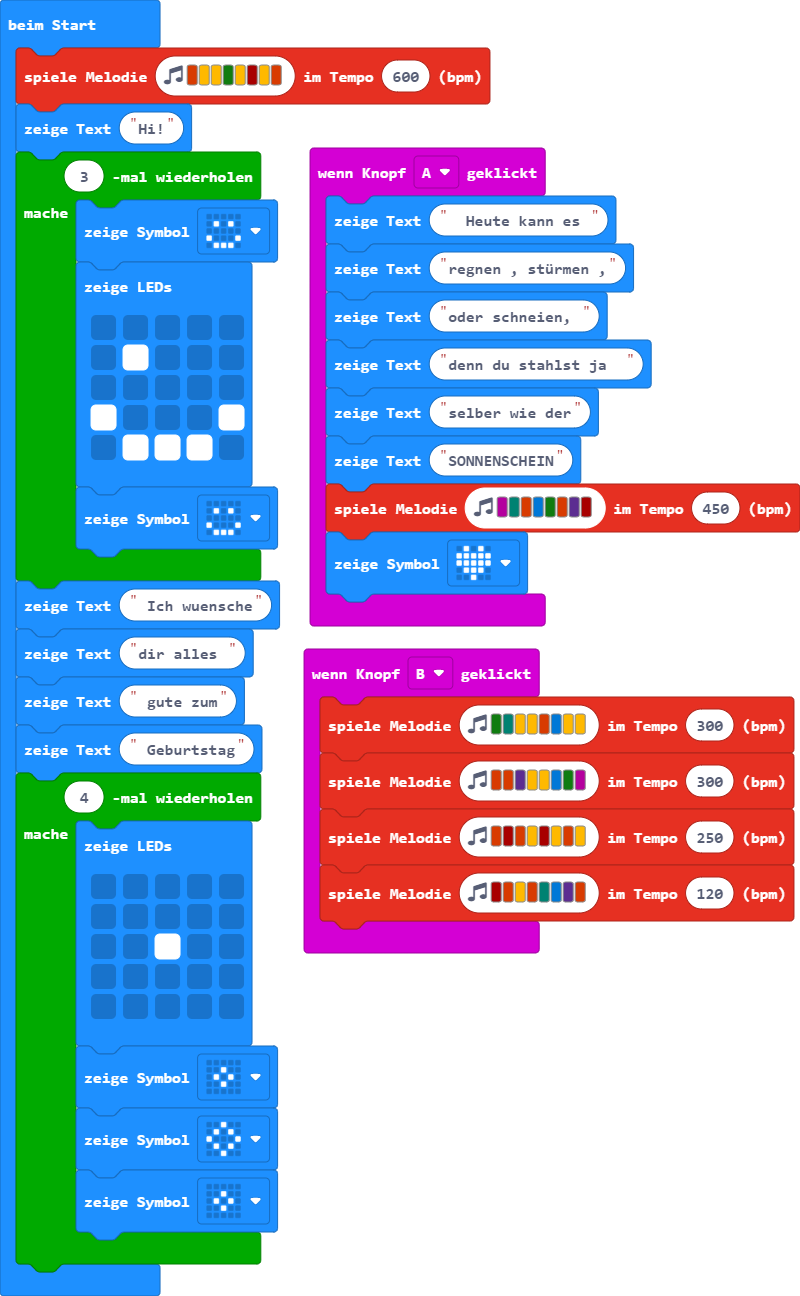 beim Start
spiele Melodie im Tempo 600 (bpm)
zeige Text "Hi!"
3 -mal wiederholen
mache
zeige Symbol
zeige LEDs
zeige Symbol
zeige Text " Ich wuensche"
zeige Text "dir alles "
zeige Text " gute zum"
zeige Text " Geburtstag"
4 -mal wiederholen
mache
zeige LEDs
zeige Symbol
zeige Symbol
zeige Symbol
wenn Knopf A geklickt
zeige Text "  Heute kann es "
zeige Text "regnen , stürmen ,"
zeige Text "oder schneien, "
zeige Text "denn du stahlst ja  "
zeige Text "selber wie der"
zeige Text "SONNENSCHEIN"
spiele Melodie im Tempo 450 (bpm)
zeige Symbol
wenn Knopf B geklickt
spiele Melodie im Tempo 300 (bpm)
spiele Melodie im Tempo 300 (bpm)
spiele Melodie im Tempo 250 (bpm)
spiele Melodie im Tempo 120 (bpm)